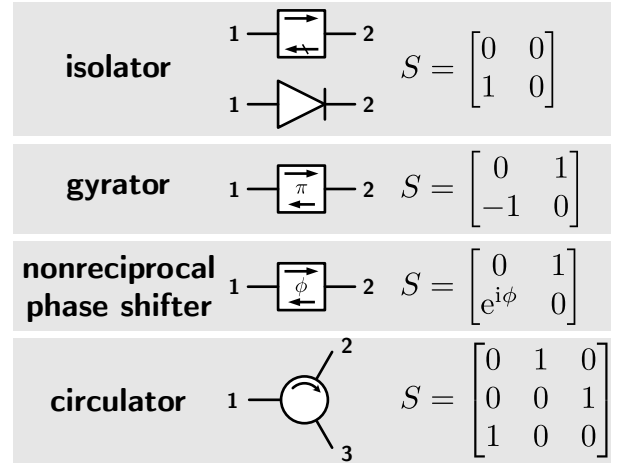 isolator
1 2
1 2
S = [0 0
1 0]
gyrator
1 π 2
S = [0 1
−1 0]
nonreciprocal
phase shifter
1 ϕ 2
S = [0 1
e^{iϕ} 0]
circulator
1 2
3
S = [0 1 0
0 0 1
1 0 0]